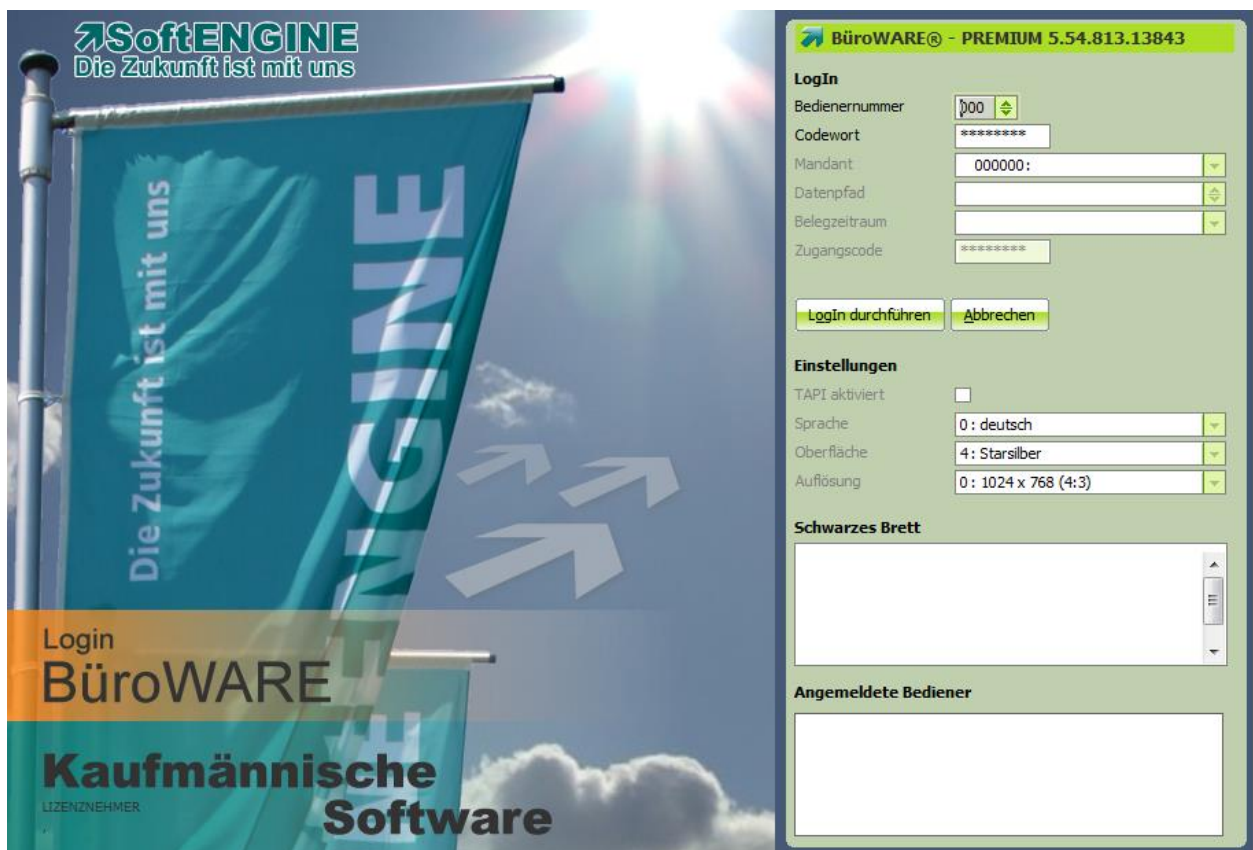 SoftENGINE
Die Zukunft ist mit uns
Die Zukunft ist mit uns
ENGINE
Login
BüroWARE
Kaufmännische
Software
LIZENZNEHMER
BüroWARE® - PREMIUM 5.54.813.13843
LogIn
Bedienernummer 000
Codewort ********
Mandant 000000:
Datenpfad
Belegzeitraum
Zugangscode ********
LogIn durchführen Abbrechen
Einstellungen
TAPI aktiviert
Sprache 0 : deutsch
Oberfläche 4 : Starsilber
Auflösung 0 : 1024 x 768 (4:3)
Schwarzes Brett
Angemeldete Bediener